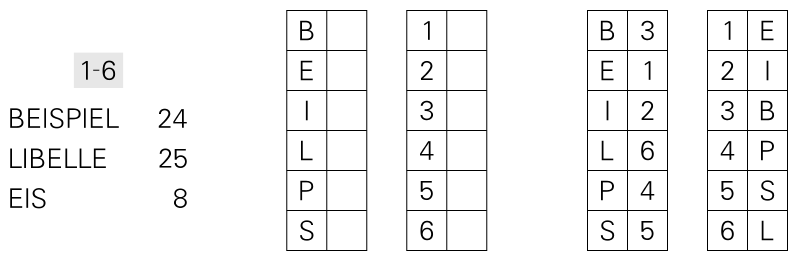 1-6
BEISPIEL 24
LIBELLE 25
EIS 8
B 1 B 3 1 E
E 2 E 1 2 I
I 3 I 2 3 B
L 4 L 6 4 P
P 5 P 4 5 S
S 6 S 5 6 L